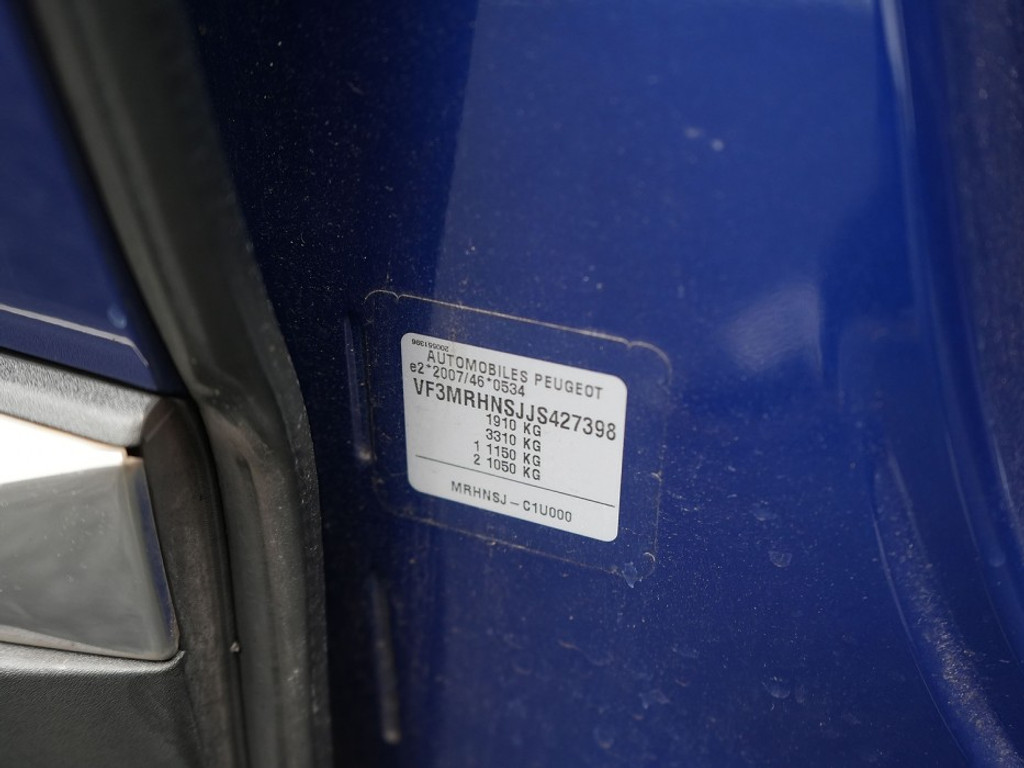 200551398
AUTOMOBILES PEUGEOT
e2*2007/46*0534
VF3MRHNSJJS427398
1910 KG
3310 KG
1 1150 KG
2 1050 KG
MRHNSJ-C1U000